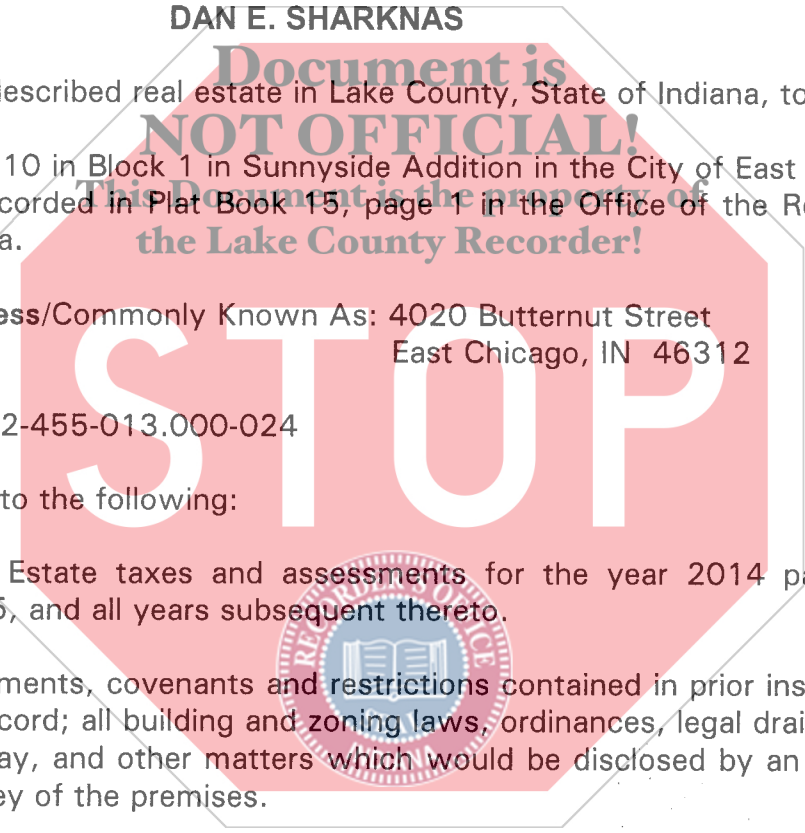 DAN E. SHARKNAS
Document is
described real estate in Lake County, State of Indiana, to
NOT OFFICIAL!
10 in Block 1 in Sunnyside Addition in the City of East
This Document is the property of
corded in Plat Book 15, page 1 in the Office of the Re
a.
the Lake County Recorder!
ess/Commonly Known As: 4020 Butternut Street
East Chicago, IN 46312
2-455-013.000-024
STOP
to the following:
Estate taxes and assessments for the year 2014 pa
5, and all years subsequent thereto.
RECORDER'S OFFICE
ments, covenants and restrictions contained in prior ins
cord; all building and zoning laws, ordinances, legal drai
ay, and other matters which would be disclosed by an
ey of the premises.